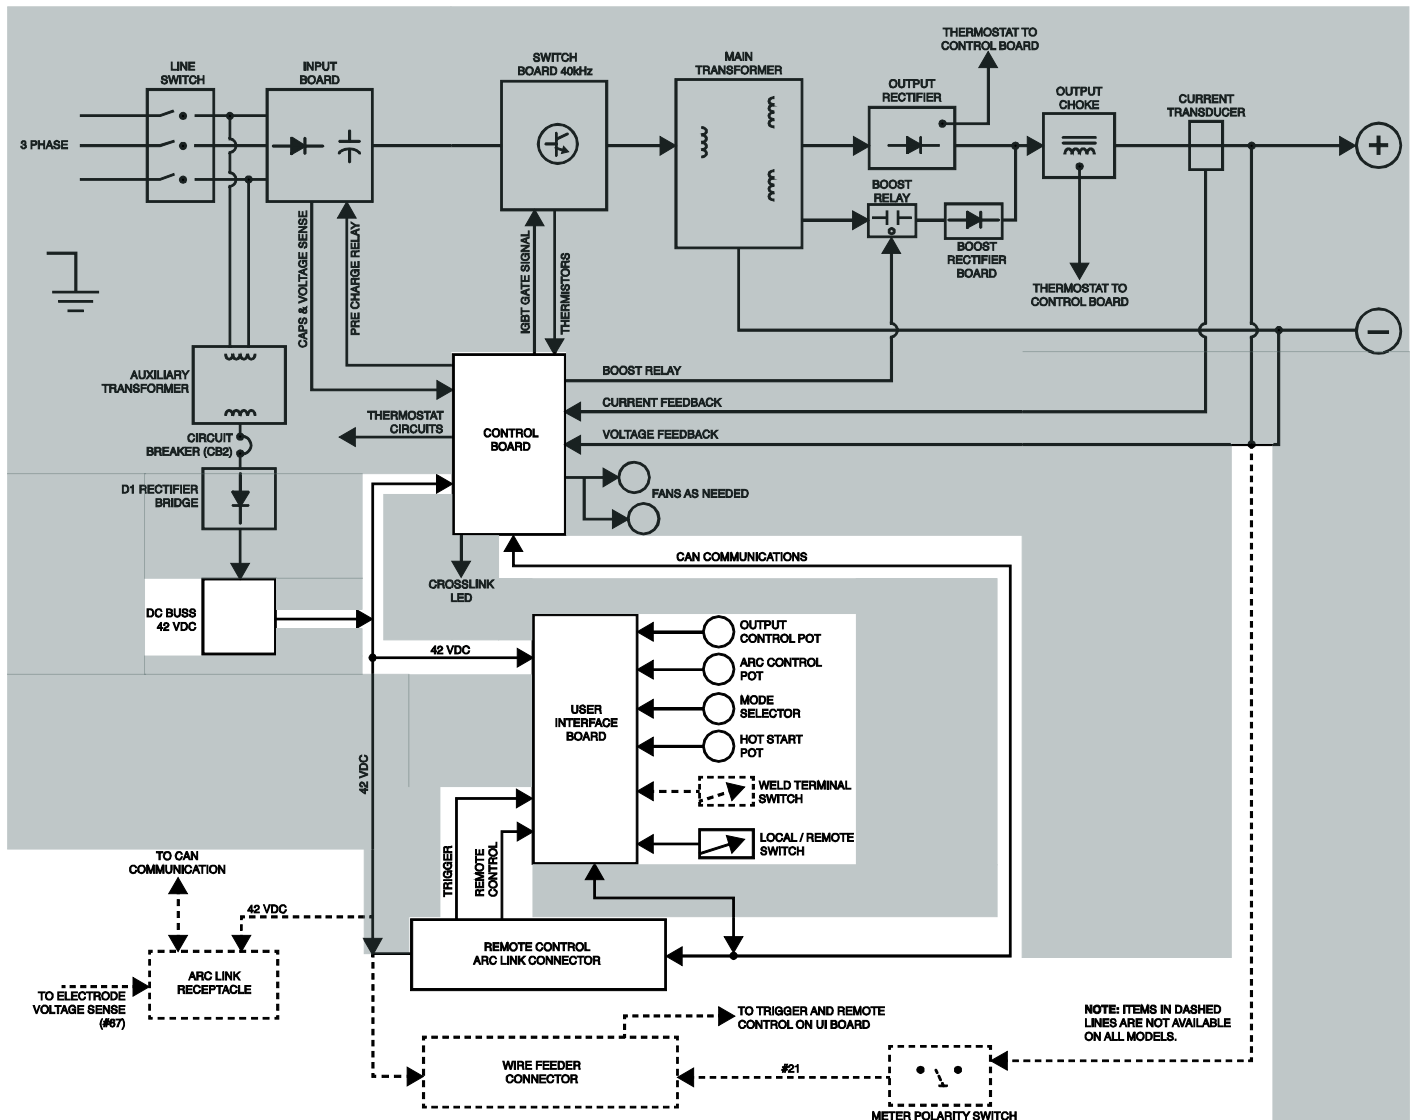 THERMOSTAT TO
CONTROL BOARD
LINE
SWITCH
INPUT
BOARD
SWITCH
BOARD 40kHz
MAIN
TRANSFORMER
OUTPUT
RECTIFIER
OUTPUT
CHOKE
CURRENT
TRANSDUCER
3 PHASE
+
BOOST
RELAY
BOOST
RECTIFIER
BOARD
CAPS & VOLTAGE SENSE
PRE CHARGE RELAY
IGBT GATE SIGNAL
THERMISTORS
THERMOSTAT TO
CONTROL BOARD
–
AUXILIARY
TRANSFORMER
BOOST RELAY
CURRENT FEEDBACK
THERMOSTAT
CIRCUITS
CONTROL
BOARD
VOLTAGE FEEDBACK
CIRCUIT
BREAKER (CB2)
D1 RECTIFIER
BRIDGE
FANS AS NEEDED
CAN COMMUNICATIONS
CROSSLINK
LED
DC BUSS
42 VDC
42 VDC
OUTPUT
CONTROL POT
ARC CONTROL
POT
USER
INTERFACE
BOARD
MODE
SELECTOR
HOT START
POT
42 VDC
WELD TERMINAL
SWITCH
LOCAL / REMOTE
SWITCH
TRIGGER
REMOTE
CONTROL
TO CAN
COMMUNICATION
42 VDC
REMOTE CONTROL
ARC LINK CONNECTOR
ARC LINK
RECEPTACLE
TO ELECTRODE
VOLTAGE SENSE
(#67)
TO TRIGGER AND REMOTE
CONTROL ON UI BOARD
NOTE: ITEMS IN DASHED
LINES ARE NOT AVAILABLE
ON ALL MODELS.
WIRE FEEDER
CONNECTOR
#21
METER POLARITY SWITCH